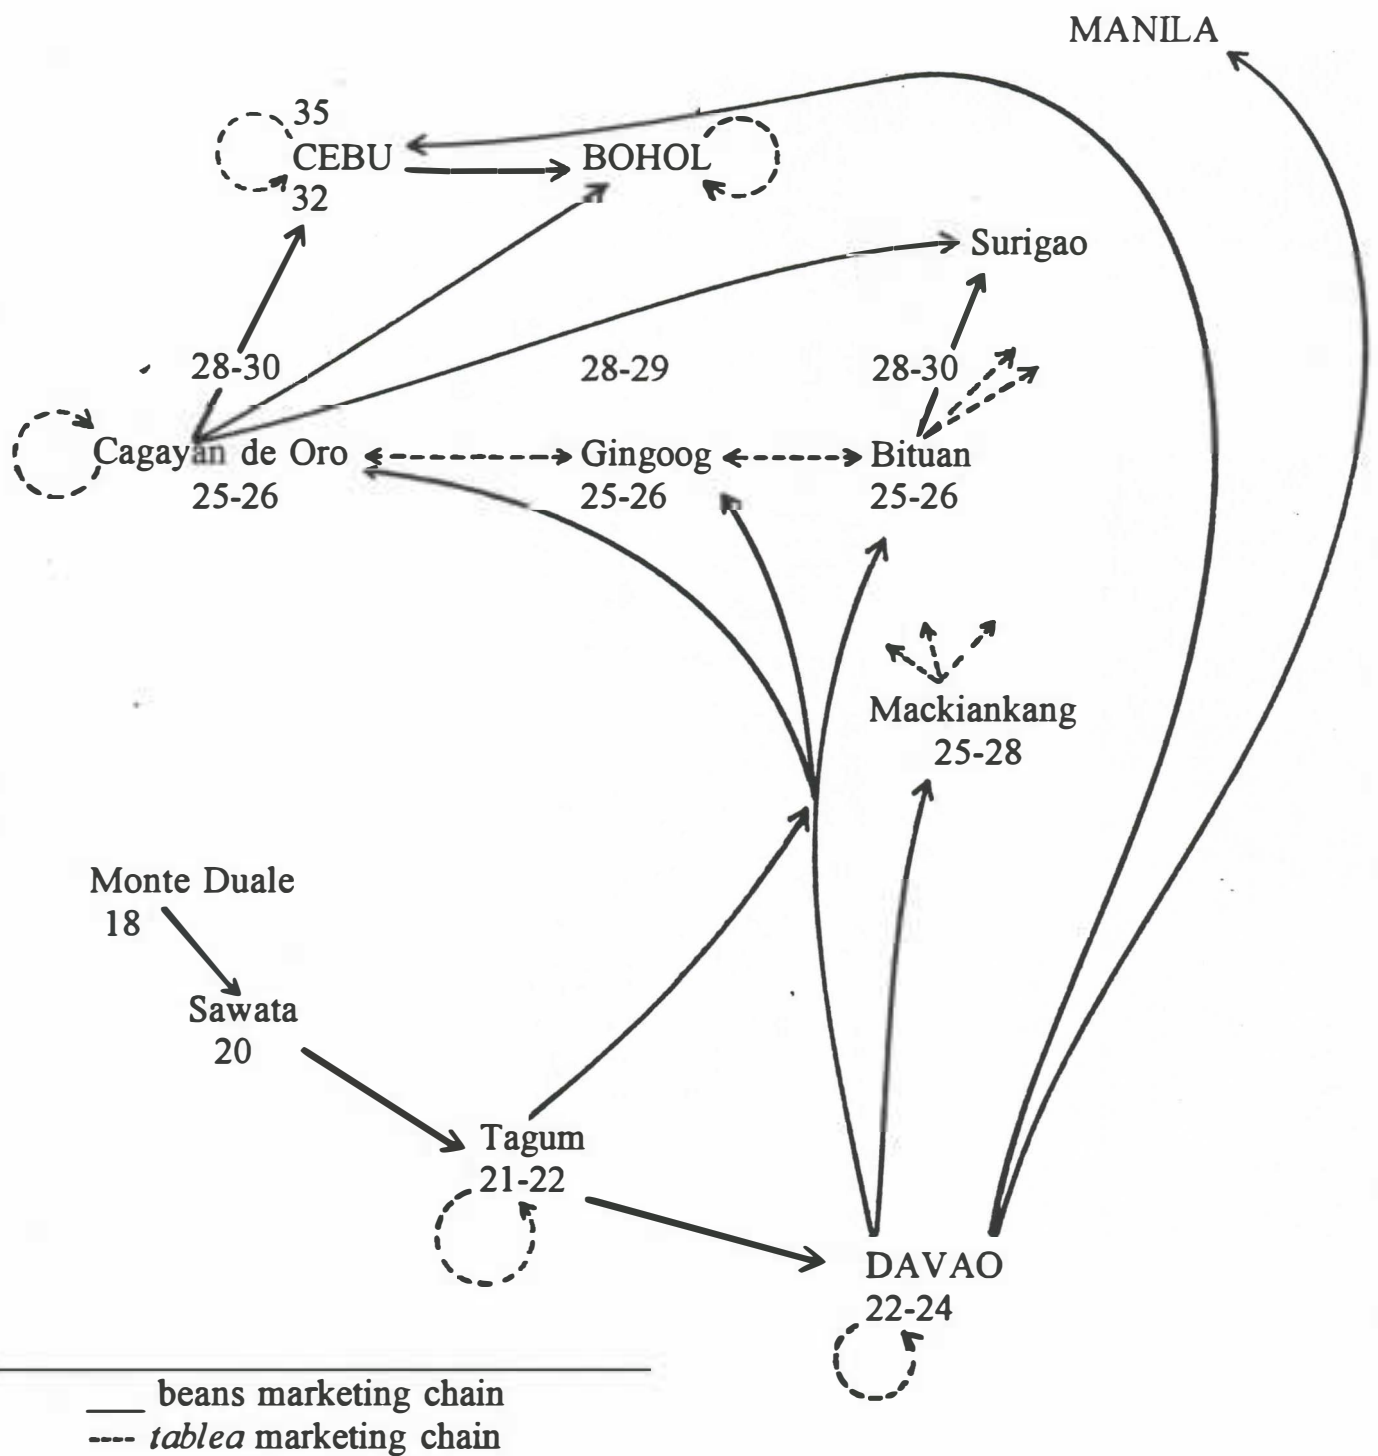 MANILA
35
CEBU
BOHOL
32
Surigao
28-30
28-29
28-30
Cagayan de Oro
Gingoog
Bituan
25-26
25-26
25-26
Mackiankang
25-28
Monte Duale
18
Sawata
20
Tagum
21-22
DAVAO
22-24
beans marketing chain
tablea marketing chain